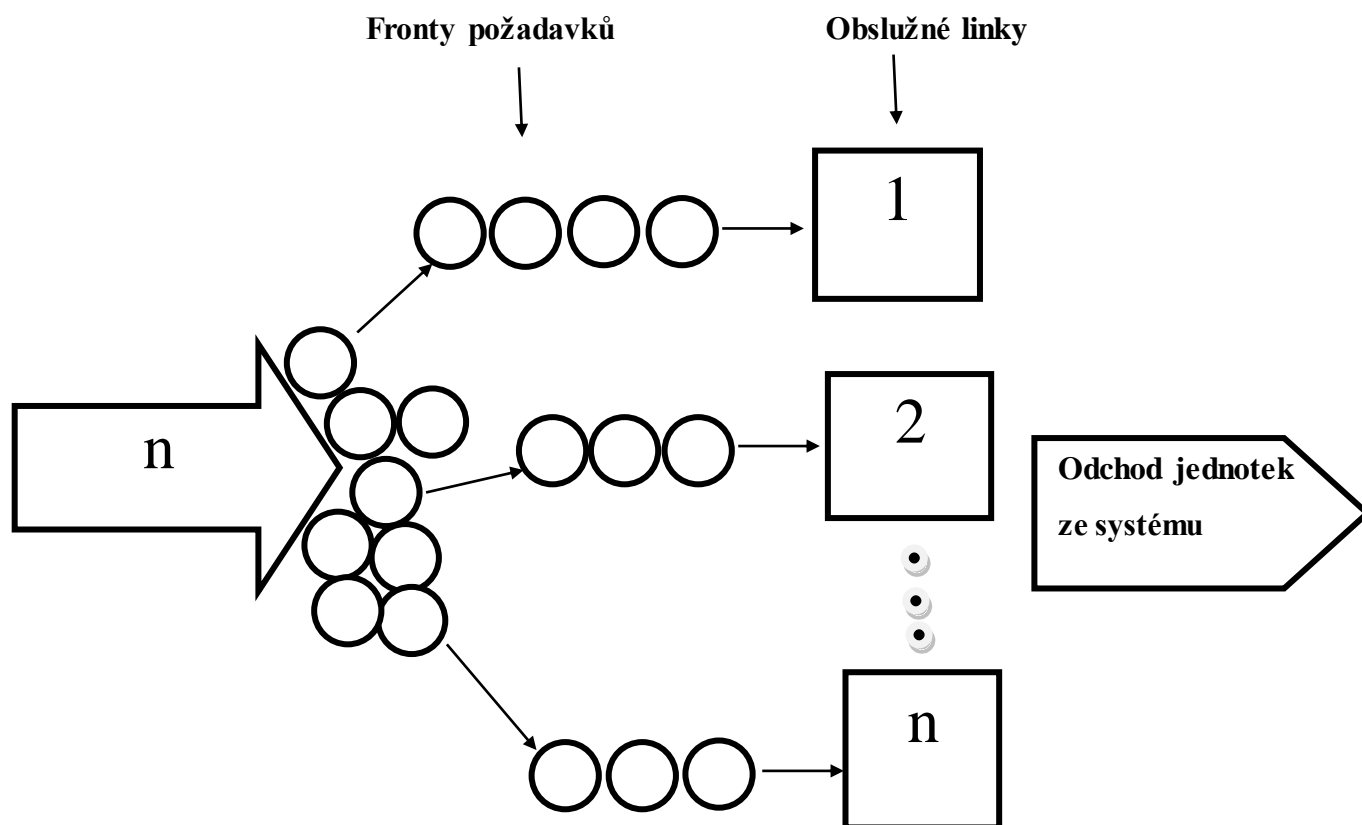 Fronty požadavků
Obslužné linky
1
n
2
Odchod jednotek
ze systému
n